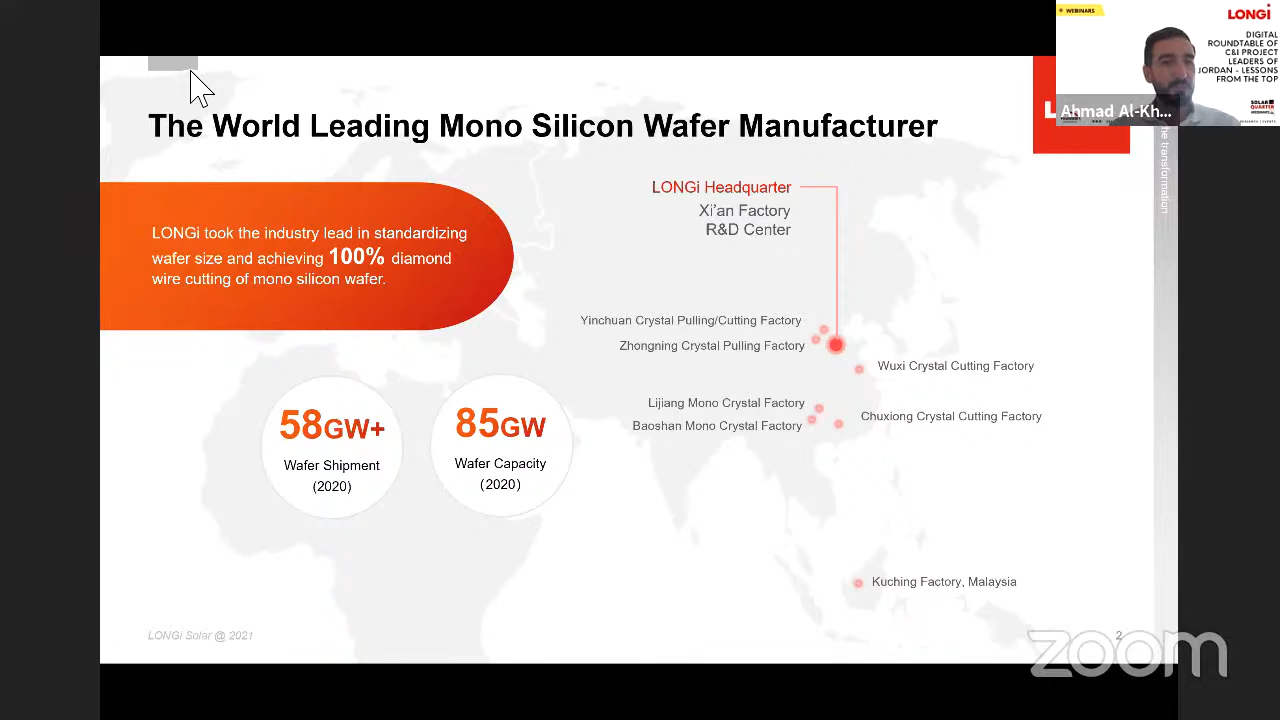 WEBINARS
LONGi
DIGITAL
ROUNDTABLE OF
C&I PROJECT
LEADERS OF
JORDAN - LESSONS
FROM THE TOP
SOLAR
QUARTER
Ahmad Al-Kh...
The World Leading Mono Silicon Wafer Manufacturer
he transformation
LONGi took the industry lead in standardizing
wafer size and achieving 100% diamond
wire cutting of mono silicon wafer.
LONGi Headquarter
Xi'an Factory
R&D Center
Yinchuan Crystal Pulling/Cutting Factory
Zhongning Crystal Pulling Factory
Wuxi Crystal Cutting Factory
Lijiang Mono Crystal Factory
Chuxiong Crystal Cutting Factory
Baoshan Mono Crystal Factory
58GW+
Wafer Shipment
(2020)
85GW
Wafer Capacity
(2020)
Kuching Factory, Malaysia
LONGi Solar @ 2021
2
zoom